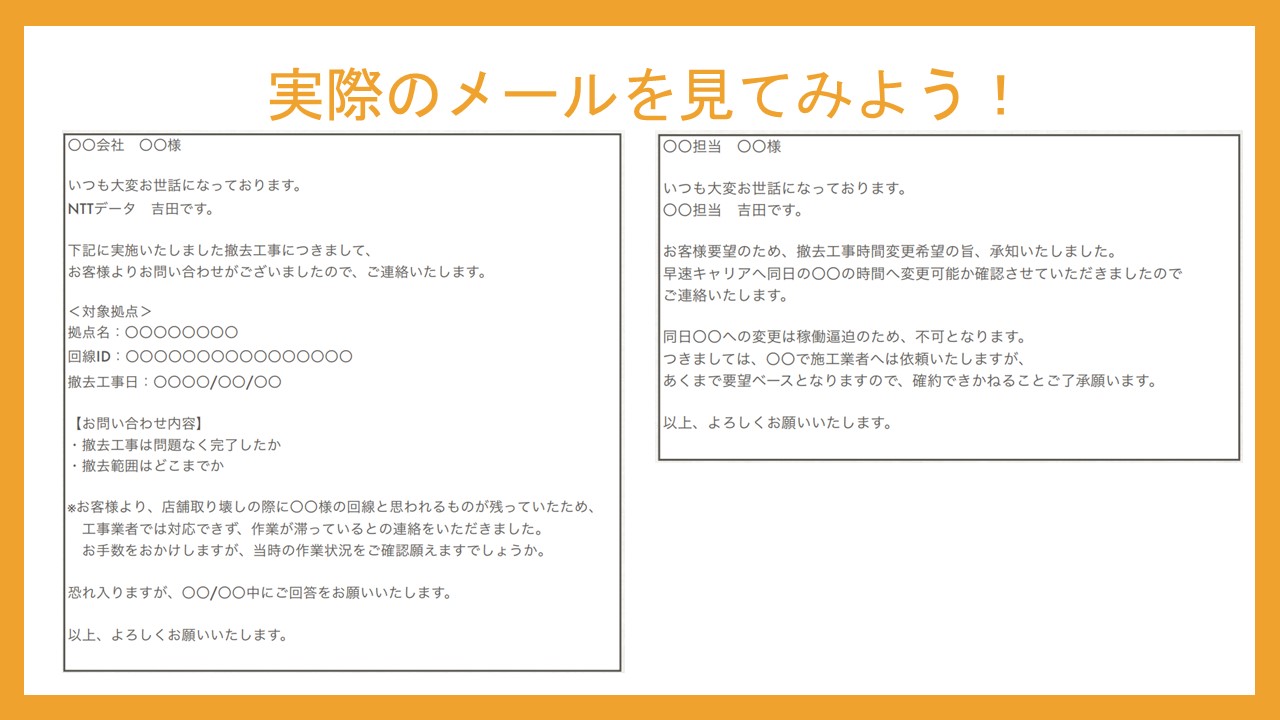 実際のメールを見てみよう！
〇〇会社　〇〇様
いつも大変お世話になっております。
NTTデータ　吉田です。
下記に実施いたしました撤去工事につきまして、
お客様よりお問い合わせがございましたので、ご連絡いたします。
＜対象拠点＞
拠点名：〇〇〇〇〇〇〇〇
回線ID：〇〇〇〇〇〇〇〇〇〇〇〇〇〇〇〇
撤去工事日：〇〇〇〇/〇〇/〇〇
【お問い合わせ内容】
・撤去工事は問題なく完了したか
・撤去範囲はどこまでか
※お客様より、店舗取り壊しの際に〇〇様の回線と思われるものが残っていたため、
工事業者では対応できず、作業が滞っているとの連絡をいただきました。
お手数をおかけしますが、当時の作業状況をご確認願えますでしょうか。
恐れ入りますが、〇〇/〇〇中にご回答をお願いいたします。
以上、よろしくお願いいたします。
〇〇担当　〇〇様
いつも大変お世話になっております。
〇〇担当　吉田です。
お客様要望のため、撤去工事時間変更希望の旨、承知いたしました。
早速キャリアへ同日の〇〇の時間へ変更可能か確認させていただきましたので
ご連絡いたします。
同日〇〇への変更は稼働逼迫のため、不可となります。
つきましては、〇〇で施工業者へは依頼いたしますが、
あくまで要望ベースとなりますので、確約できかねることご了承願います。
以上、よろしくお願いいたします。